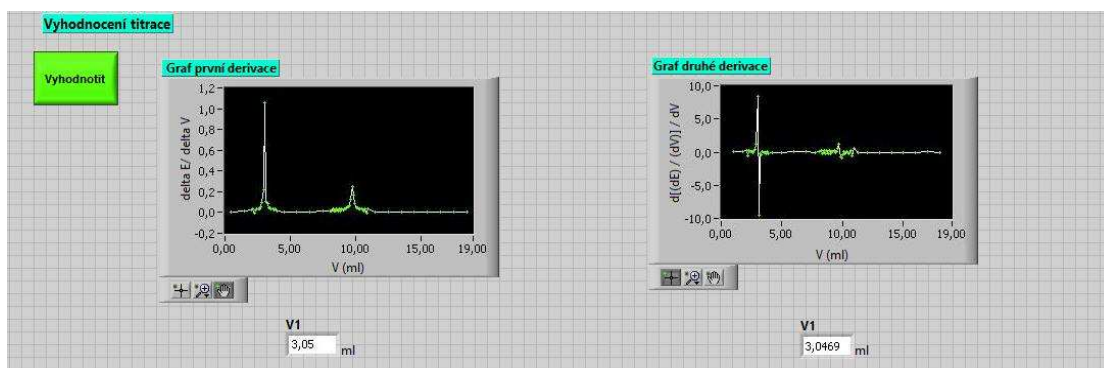 Vyhodnocení titrace
Vyhodnotit
Graf první derivace
delta E/ delta V
1,2
1,0
0,8
0,6
0,4
0,2
0,0
-0,2
0,00 5,00 10,00 15,00 19,00
V (ml)
V1
3,05 ml
Graf druhé derivace
d[(dE) / (dV)] / dV
10,0
5,0
0,0
-5,0
-10,0
0,00 5,00 10,00 15,00 19,00
V (ml)
V1
3,0469 ml